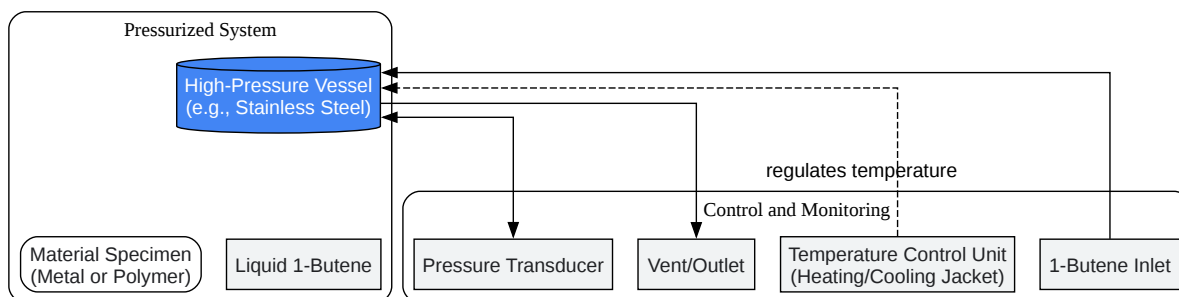 Pressurized System
High-Pressure Vessel
(e.g., Stainless Steel)
regulates temperature
Control and Monitoring
Material Specimen
(Metal or Polymer)
Liquid 1-Butene
Pressure Transducer
Vent/Outlet
Temperature Control Unit
(Heating/Cooling Jacket)
1-Butene Inlet